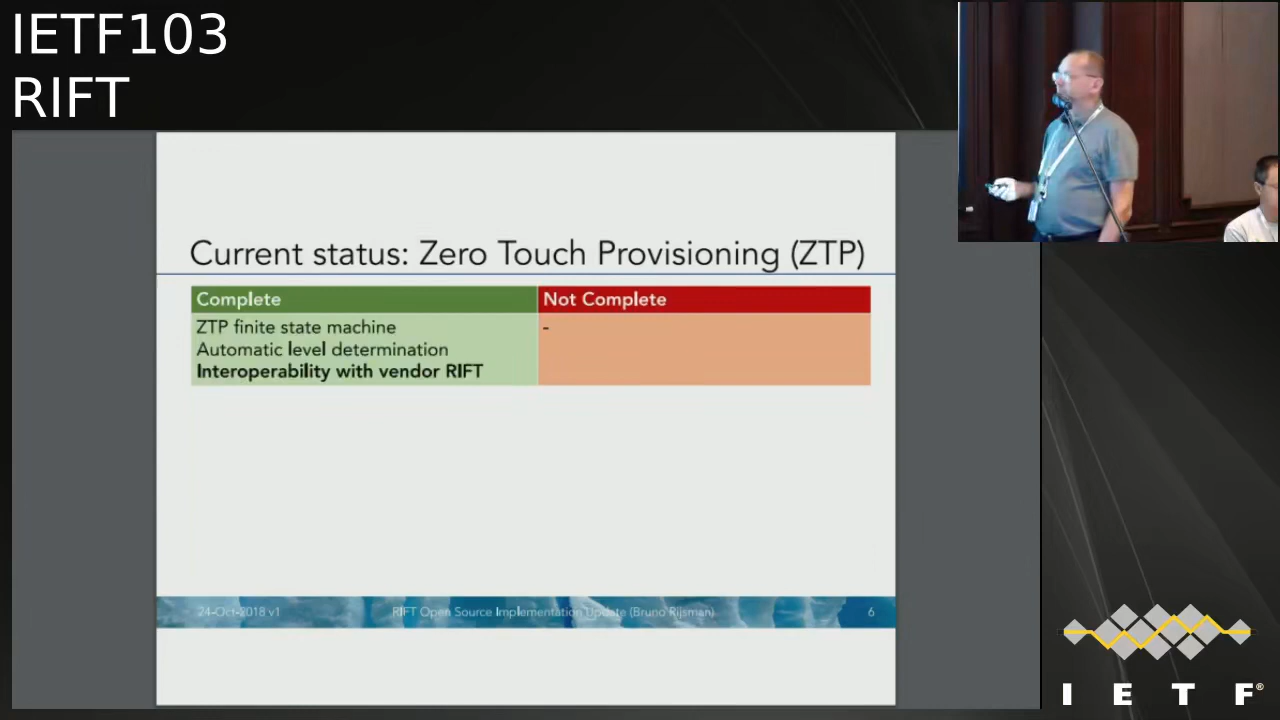 IETF103
RIFT
Current status: Zero Touch Provisioning (ZTP)
Complete
Not Complete
ZTP finite state machine
-
Automatic level determination
Interoperability with vendor RIFT
24-Oct-2018 v1
RIFT Open Source Implementation Update (Bruno Rijsman)
6
I E T F®